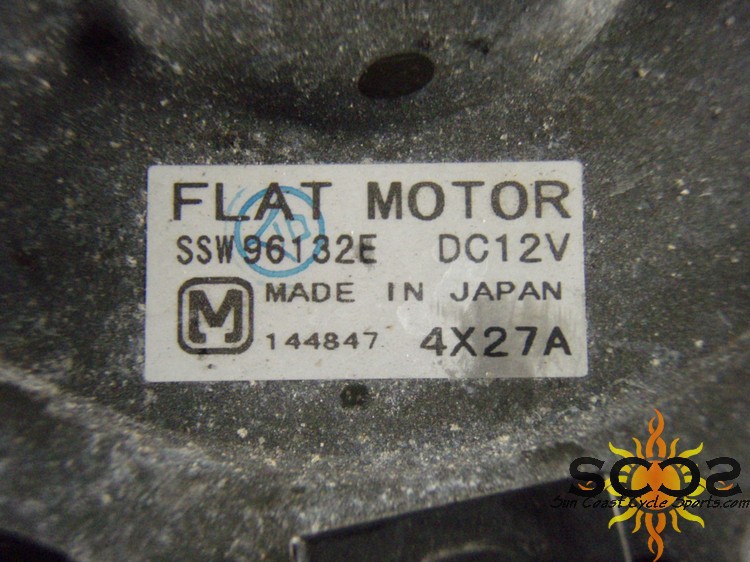 FLAT MOTOR
SSW96132E DC12V
M MADE IN JAPAN
144847 4X27A
SCCS
Sun Coast Cycle Sports.com